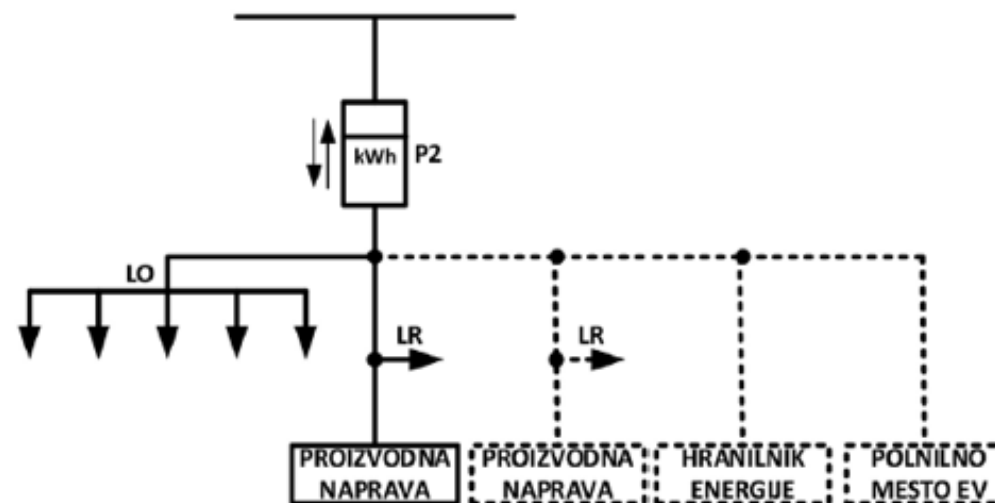 kWh P2
LO
LR
LR
PROIZVODNA
NAPRAVA
PROIZVODNA
NAPRAVA
HRANILNIK
ENERGIJE
POLNILNO
MESTO EV